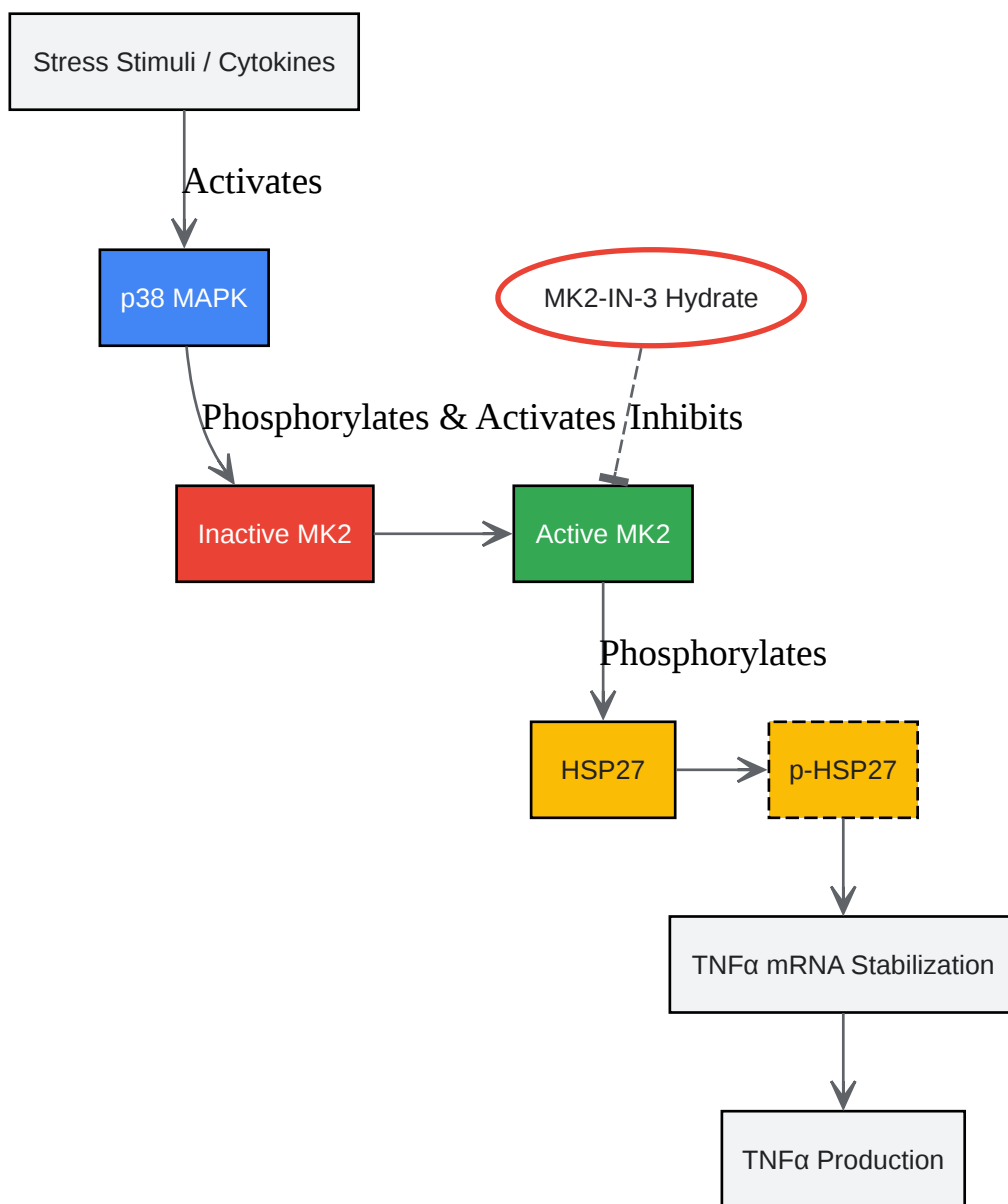 Stress Stimuli / Cytokines
Activates
p38 MAPK
MK2-IN-3 Hydrate
Phosphorylates & Activates
Inhibits
Inactive MK2
Active MK2
Phosphorylates
HSP27
p-HSP27
TNFα mRNA Stabilization
TNFα Production